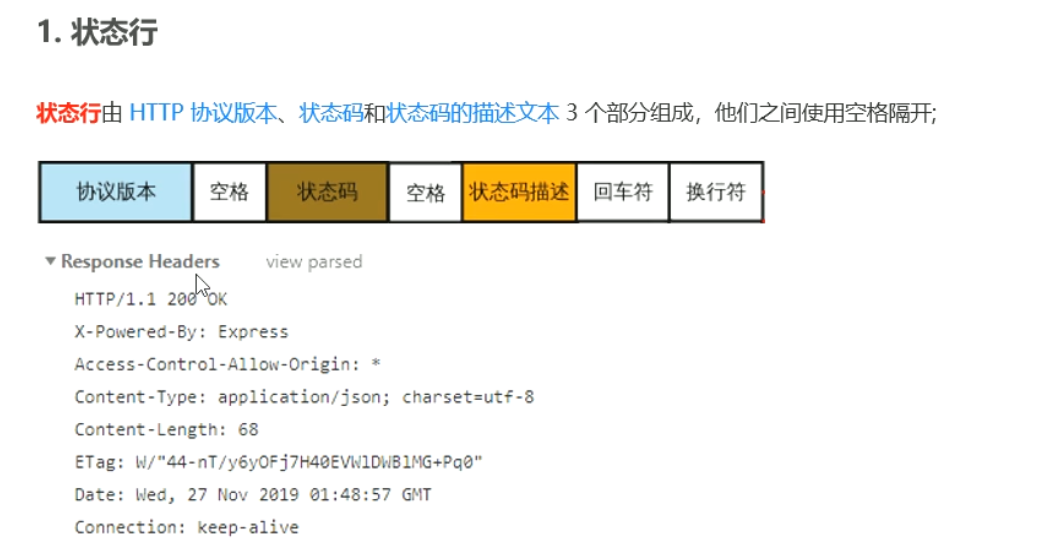 1. 状态行
状态行由 HTTP 协议版本、状态码和状态码的描述文本 3 个部分组成，他们之间使用空格隔开;
协议版本 空格 状态码 空格 状态码描述 回车符 换行符
Response Headers view parsed
HTTP/1.1 200 OK
X-Powered-By: Express
Access-Control-Allow-Origin: *
Content-Type: application/json; charset=utf-8
Content-Length: 68
ETag: W/"44-nT/y6yOFj7H40EVWlDWBlMG+Pq0"
Date: Wed, 27 Nov 2019 01:48:57 GMT
Connection: keep-alive